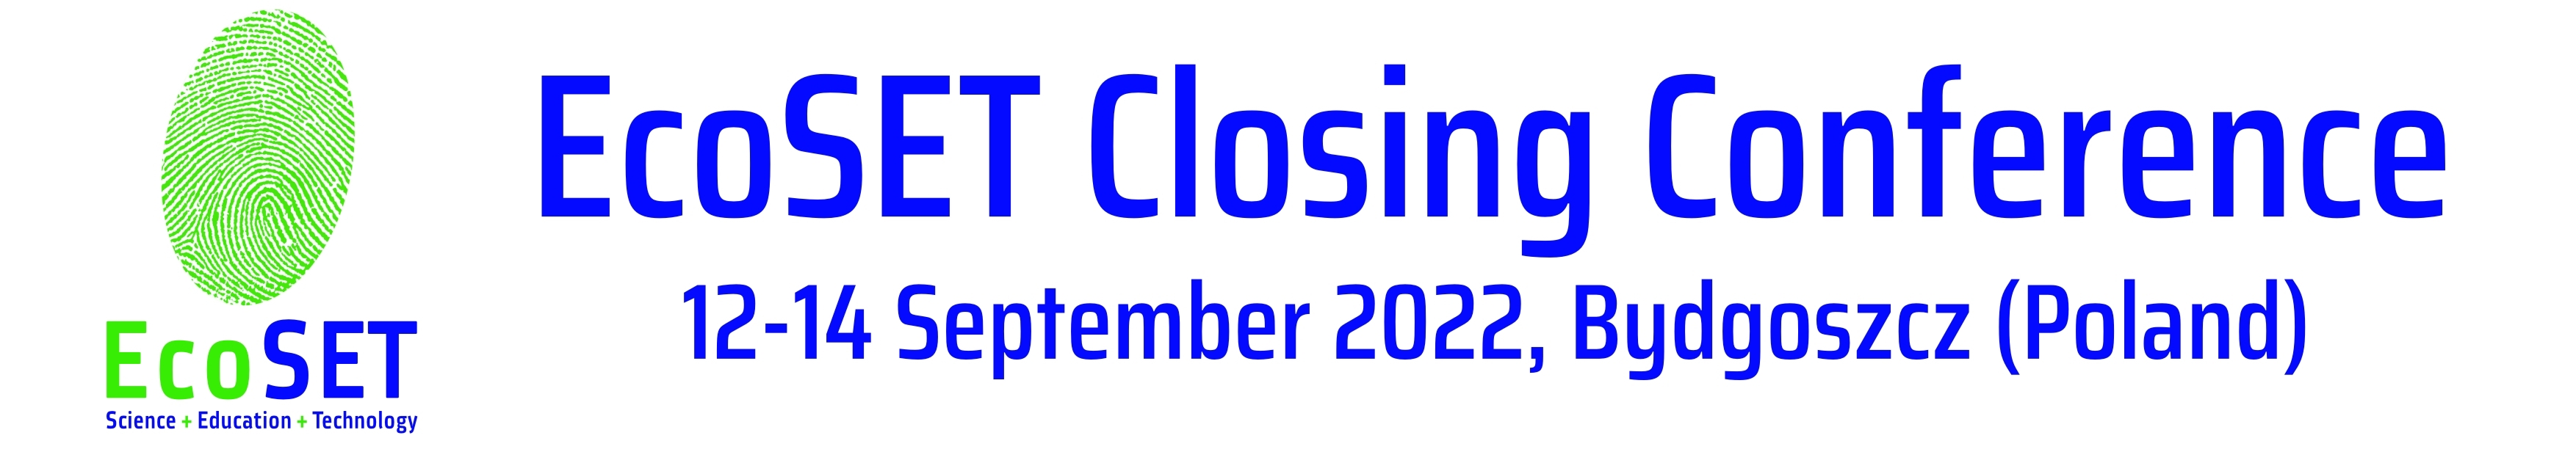 EcoSET Closing Conference
12-14 September 2022, Bydgoszcz (Poland)
EcoSET
Science + Education + Technology